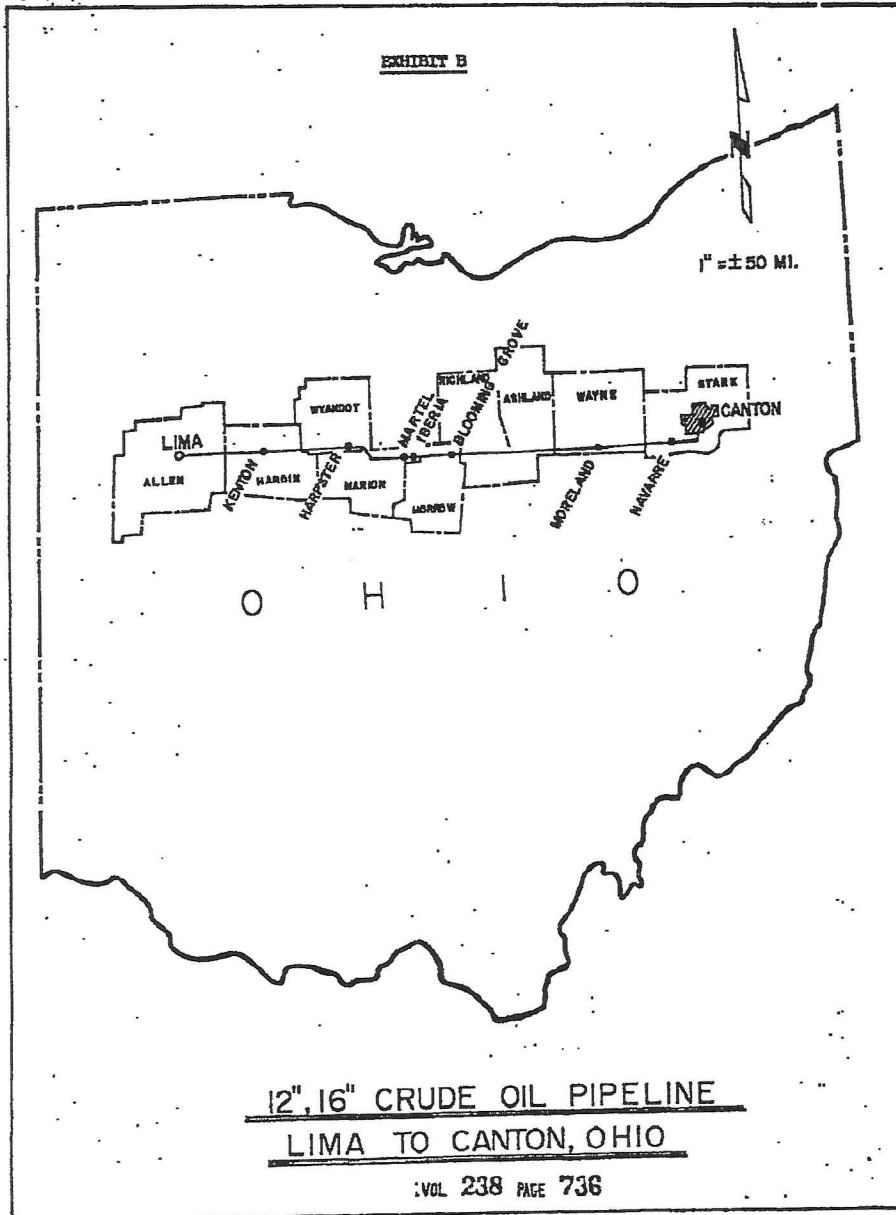 EXHIBIT B
N
1" = ±50 MI.
GROVE
RICHLAND
BLOOMING
ASHLAND
WAYNE
STARK
WYANDOT
MARTEL
IBERIA
CANTON
LIMA
ALLEN
KENTON
HARDIN
HARPSTER
MARION
MORROW
MORELAND
NAVARRE
O H I O
12", 16" CRUDE OIL PIPELINE
LIMA TO CANTON, OHIO
:VOL 238 PAGE 736